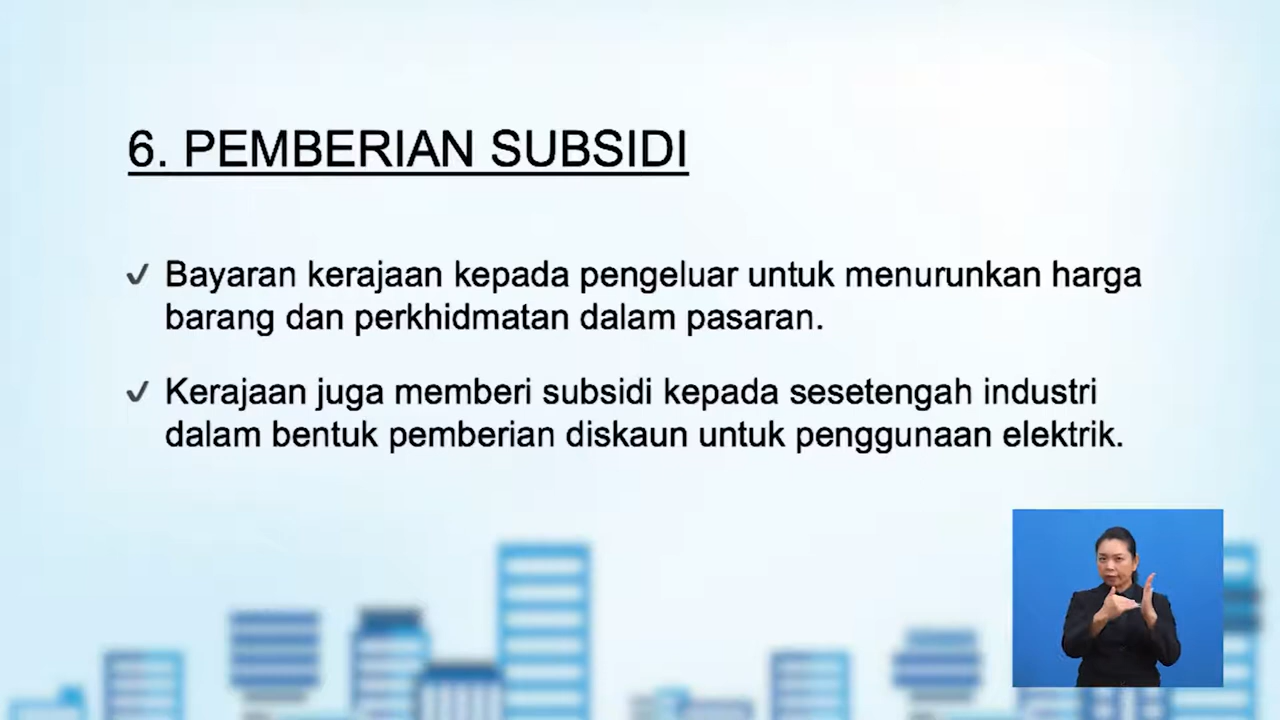 6. PEMBERIAN SUBSIDI
✓ Bayaran kerajaan kepada pengeluar untuk menurunkan harga
barang dan perkhidmatan dalam pasaran.
✓ Kerajaan juga memberi subsidi kepada sesetengah industri
dalam bentuk pemberian diskaun untuk penggunaan elektrik.